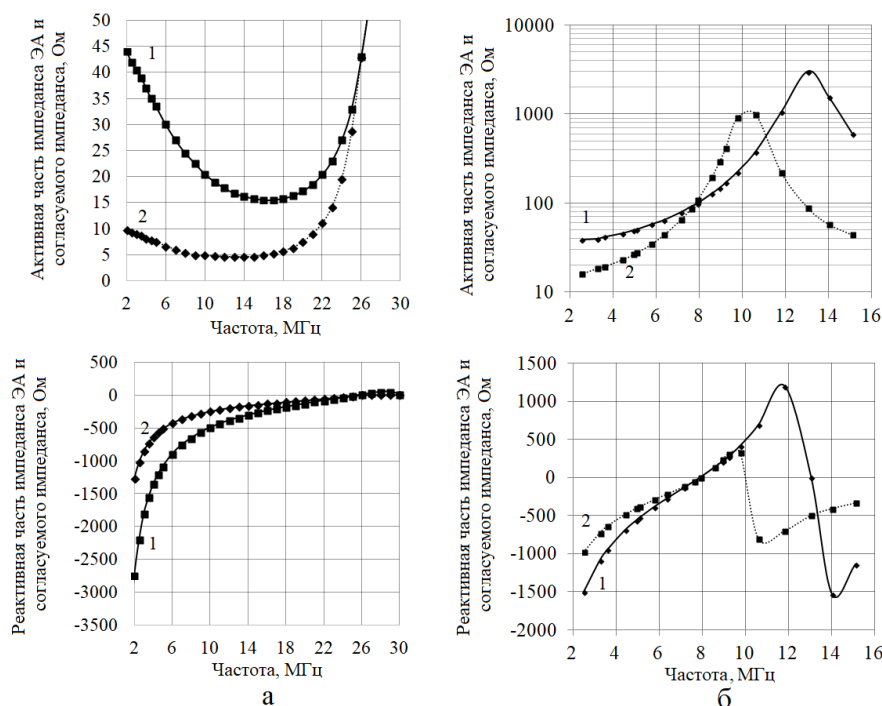 Активная часть импеданса ЭА и
согласуемого импеданса, Ом
50
45
40
35
30
25
20
15
10
5
0
1
2
2 6 10 14 18 22 26 30
Частота, МГц
Активная часть импеданса ЭА и
согласуемого импеданса, Ом
10000
1000
100
10
1
2
2 4 6 8 10 12 14 16
Частота, МГц
Реактивная часть импеданса ЭА и
согласуемого импеданса, Ом
500
0
-500
-1000
-1500
-2000
-2500
-3000
-3500
2
1
2 6 10 14 18 22 26 30
Частота, МГц
а
Реактивная часть импеданса ЭА и
согласуемого импеданса, Ом
1500
1000
500
0
-500
-1000
-1500
-2000
2
1
2 4 6 8 10 12 14 16
Частота, МГц
б